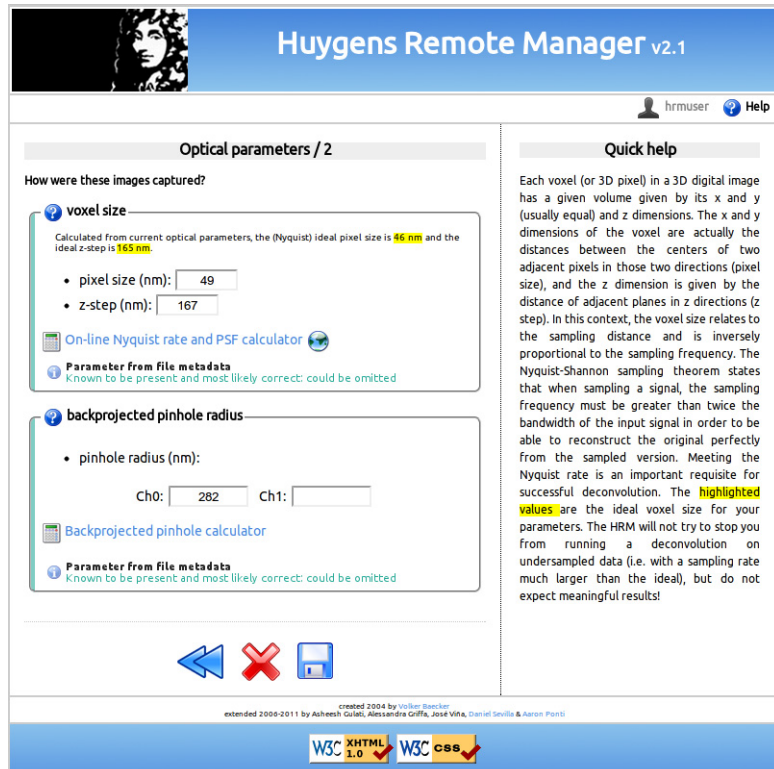 Huygens Remote Manager v2.1
hrmuser Help
Optical parameters / 2
How were these images captured?
voxel size
Calculated from current optical parameters, the (Nyquist) ideal pixel size is 46 nm and the
ideal z-step is 165 nm.
• pixel size (nm): 49
• z-step (nm): 167
On-line Nyquist rate and PSF calculator
Parameter from file metadata
Known to be present and most likely correct: could be omitted
backprojected pinhole radius
• pinhole radius (nm):
Ch0: 282 Ch1:
Backprojected pinhole calculator
Parameter from file metadata
Known to be present and most likely correct: could be omitted
Quick help
Each voxel (or 3D pixel) in a 3D digital image
has a given volume given by its x and y
(usually equal) and z dimensions. The x and y
dimensions of the voxel are actually the
distances between the centers of two
adjacent pixels in those two directions (pixel
size), and the z dimension is given by the
distance of adjacent planes in z directions (z
step). In this context, the voxel size relates to
the sampling distance and is inversely
proportional to the sampling frequency. The
Nyquist-Shannon sampling theorem states
that when sampling a signal, the sampling
frequency must be greater than twice the
bandwidth of the input signal in order to be
able to reconstruct the original perfectly
from the sampled version. Meeting the
Nyquist rate is an important requisite for
successful deconvolution. The highlighted
values are the ideal voxel size for your
parameters. The HRM will not try to stop you
from running a deconvolution on
undersampled data (i.e. with a sampling rate
much larger than the ideal), but do not
expect meaningful results!
created 2004 by Volker Baecker
extended 2006-2011 by Asheesh Gulati, Alessandra Griffa, José Viña, Daniel Sevilla & Aaron Ponti
W3C XHTML 1.0 W3C css